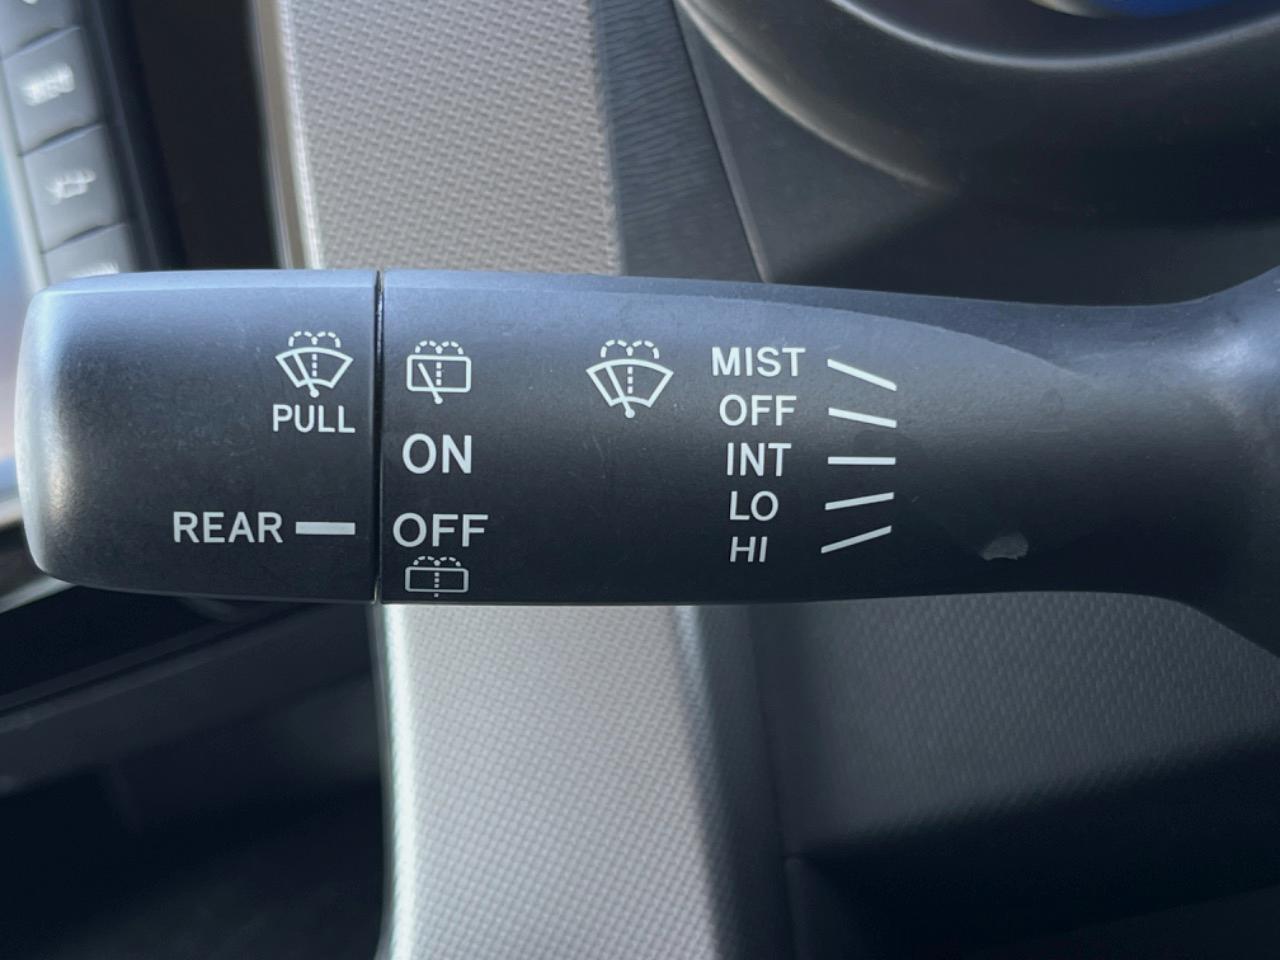 PULL
REAR
ON
OFF
MIST
OFF
INT
LO
HI